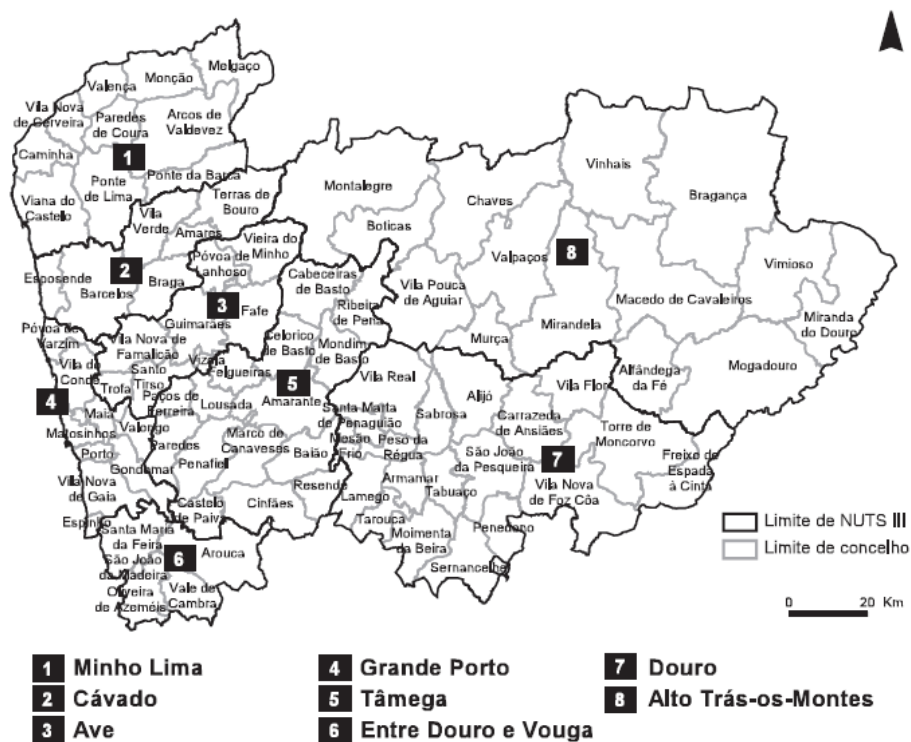 Melgaço
Monção
Valença
Vila Nova
de Cerveira
Paredes
de Coura
Arcos de
Valdevez
Caminha
1
Ponte
de Lima
Ponte da Barca
Viana do
Castelo
Terras de
Bouro
Vila
Verde
Amares
Montalegre
Boticas
Chaves
Vinhais
Bragança
Valpaços
8
Vimioso
Miranda
do Douro
Macedo de Cavaleiros
Mogadouro
Mirandela
Alfândega
da Fé
Vila Pouca
de Aguiar
Murça
Esposende
2
Barcelos
Braga
Póvoa de
Lanhoso
Vieira do
Minho
3
Fafe
Guimarães
Cabeceiras
de Basto
Ribeira
de Pena
Celorico
de Basto
Mondim
de Basto
Póvoa de
Varzim
Vila Nova de
Famalicão
Vizela
Felgueiras
Vila do
Conde
Santo
Tirso
Trofa
4
Maia
Matosinhos
Valongo
Porto
Gondomar
Vila Nova
de Gaia
Espinho
Paços de
Ferreira
Lousada
5
Amarante
Paredes
Penafiel
Marco de
Canaveses
Baião
Resende
Cinfães
Castelo
de Paiva
Vila Real
Santa Marta
de Penaguião
Mesão
Frio
Peso da
Régua
Sabrosa
Alijó
Vila Flor
Carrazeda
de Ansiães
Torre de
Moncorvo
Freixo de
Espada
à Cinta
São João
da Pesqueira
7
Vila Nova
de Foz Côa
Armamar
Tabuaço
Lamego
Tarouca
Moimenta
da Beira
Penedono
Sernancelhe
Santa Maria
da Feira
São João
da Madeira
6
Arouca
Oliveira
de Azeméis
Vale de
Cambra
Limite de NUTS III
Limite de concelho
0 20 Km
1 Minho Lima
2 Cávado
3 Ave
4 Grande Porto
5 Tâmega
6 Entre Douro e Vouga
7 Douro
8 Alto Trás-os-Montes